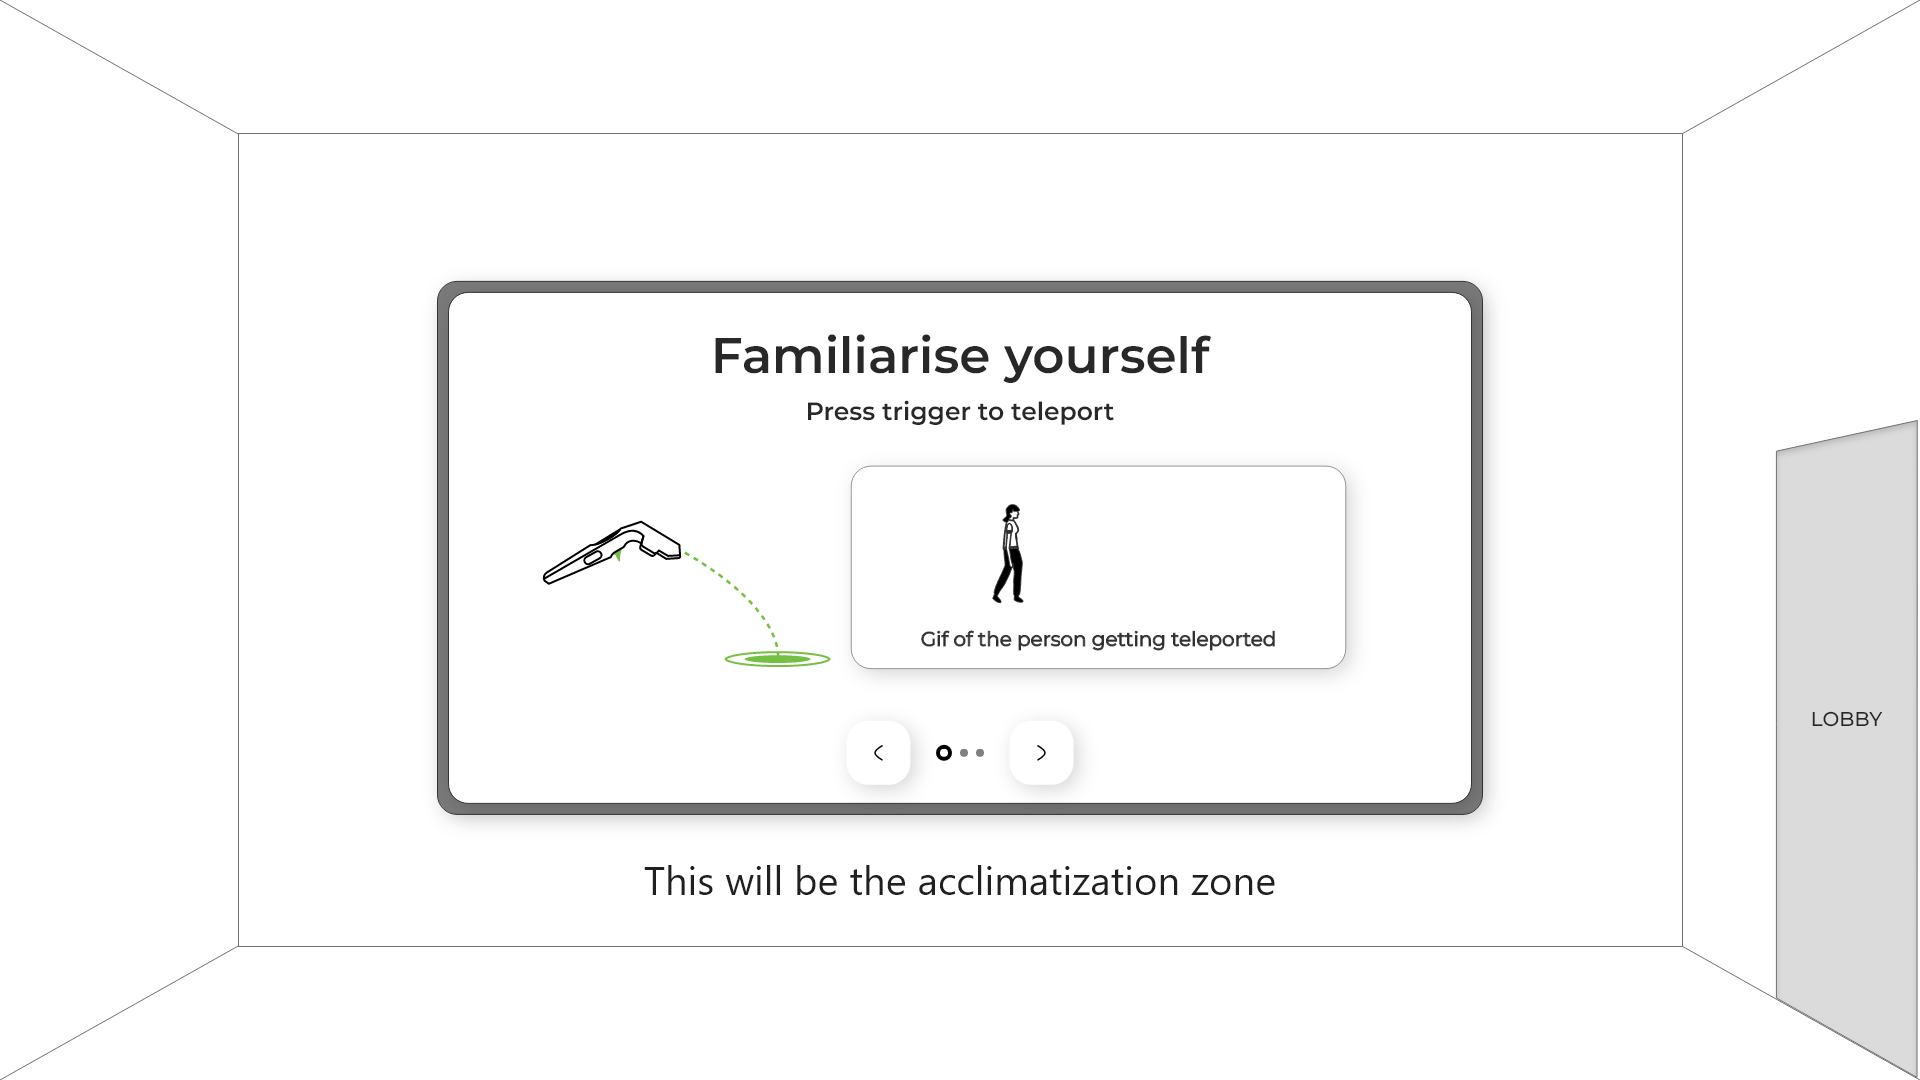 Familiarise yourself
Press trigger to teleport
Gif of the person getting teleported
LOBBY
This will be the acclimatization zone